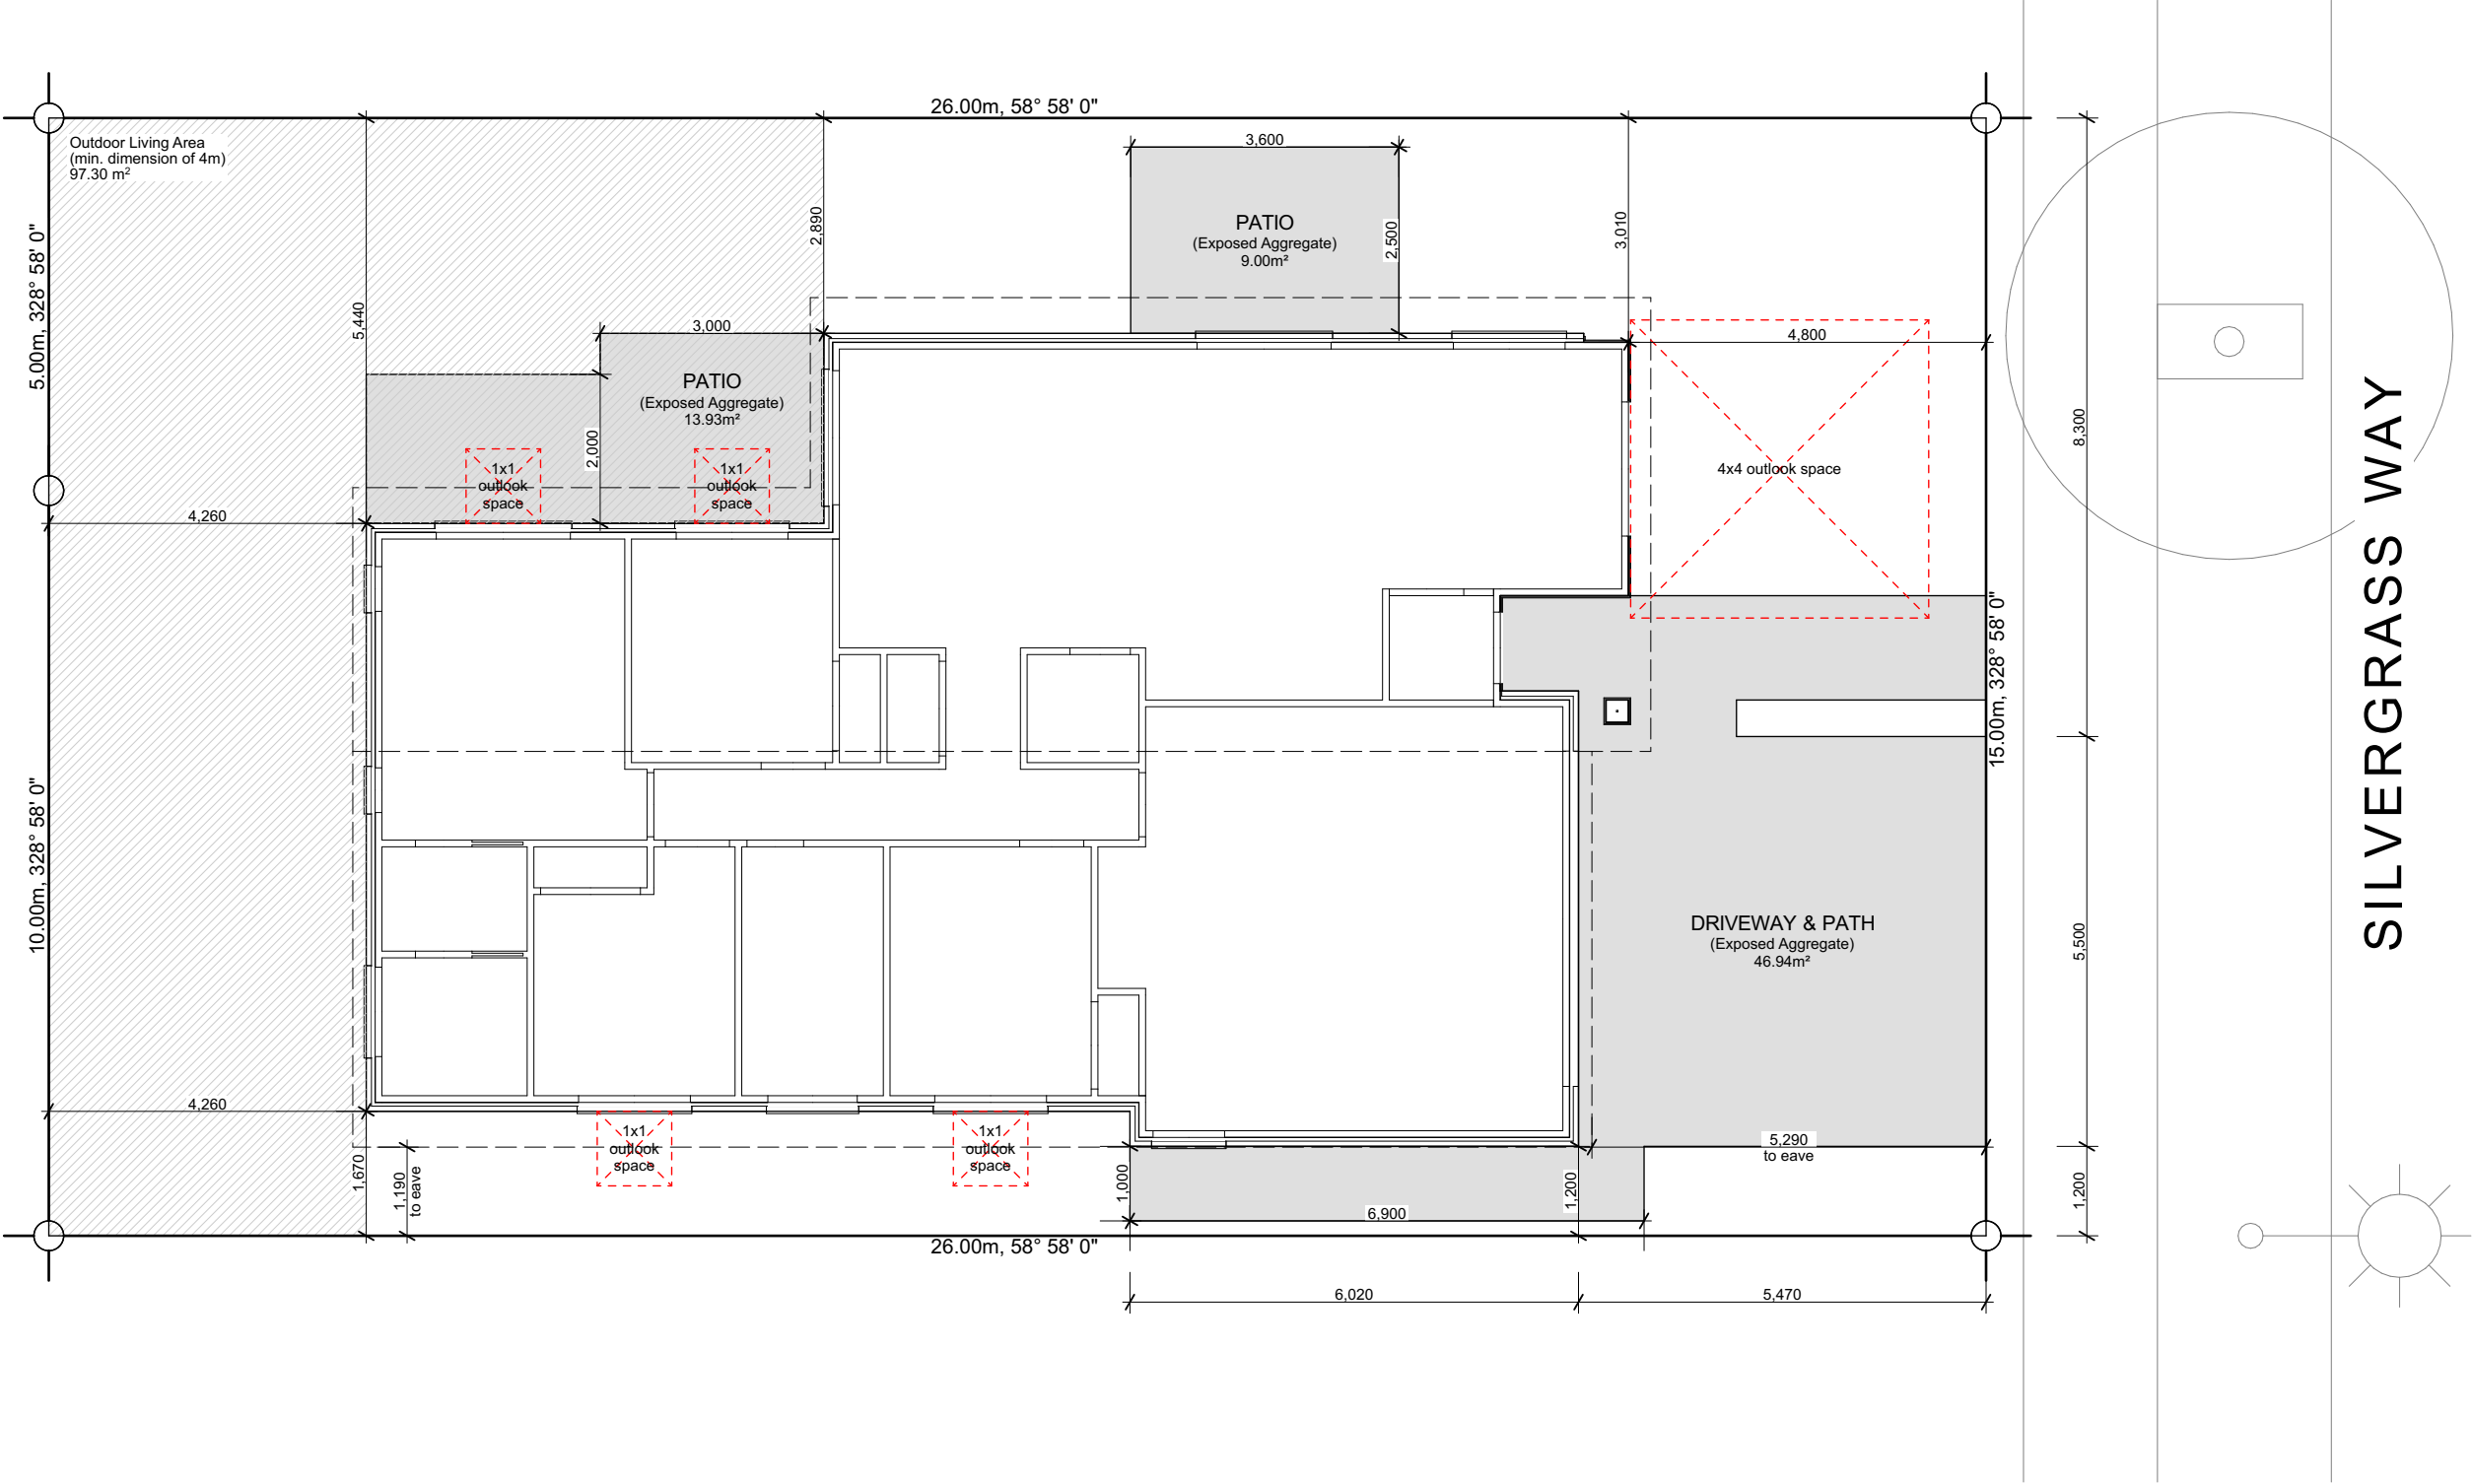 26.00m, 58° 58' 0"
Outdoor Living Area
(min. dimension of 4m)
97.30 m²
3,600
PATIO
(Exposed Aggregate)
9.00m²
2,500
2,890
3,010
5.00m, 328° 58' 0"
5,440
3,000
4,800
PATIO
(Exposed Aggregate)
13.93m²
2,000
1x1
outlook
space
1x1
outlook
space
4x4 outlook space
8,300
SILVERGRASS WAY
4,260
15.00m, 328° 58' 0"
10.00m, 328° 58' 0"
DRIVEWAY & PATH
(Exposed Aggregate)
46.94m²
5,500
4,260
1x1
outlook
space
1x1
outlook
space
5,290
to eave
1,670
1,190
to eave
1,000
1,200
1,200
6,900
26.00m, 58° 58' 0"
6,020
5,470